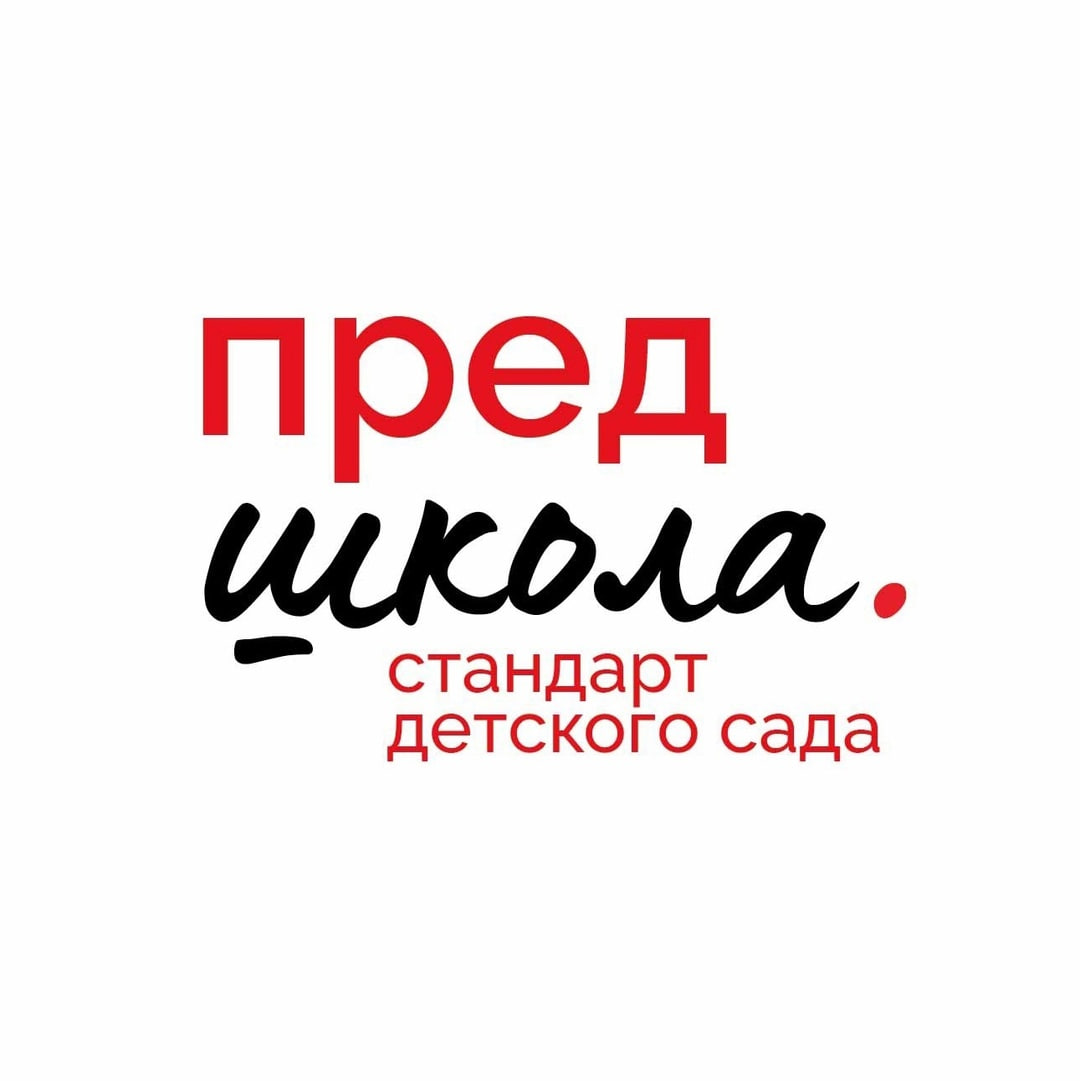 пред
школа.
стандарт
детского сада